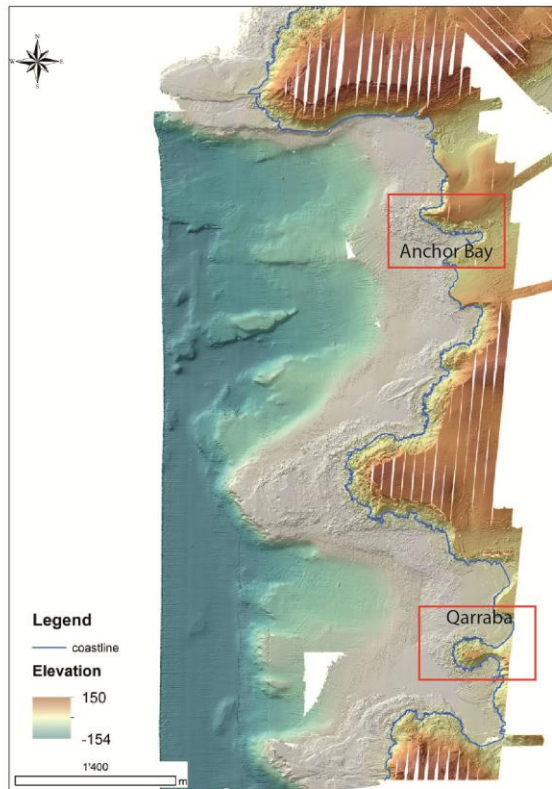 N
W E
S
Anchor Bay
Qarraba
Legend
coastline
Elevation
150
-154
1'400
m